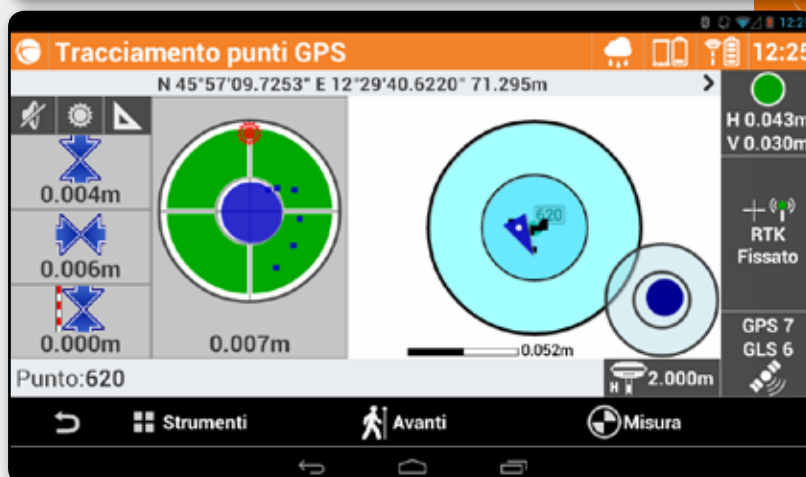 12:25
Tracciamento punti GPS
12:25
N 45°57'09.7253" E 12°29'40.6220" 71.295m
H 0.043m
V 0.030m
0.004m
620
0.006m
RTK
Fissato
0.000m
0.007m
0.052m
GPS 7
GLS 6
Punto:620
H
2.000m
Strumenti
Avanti
Misura